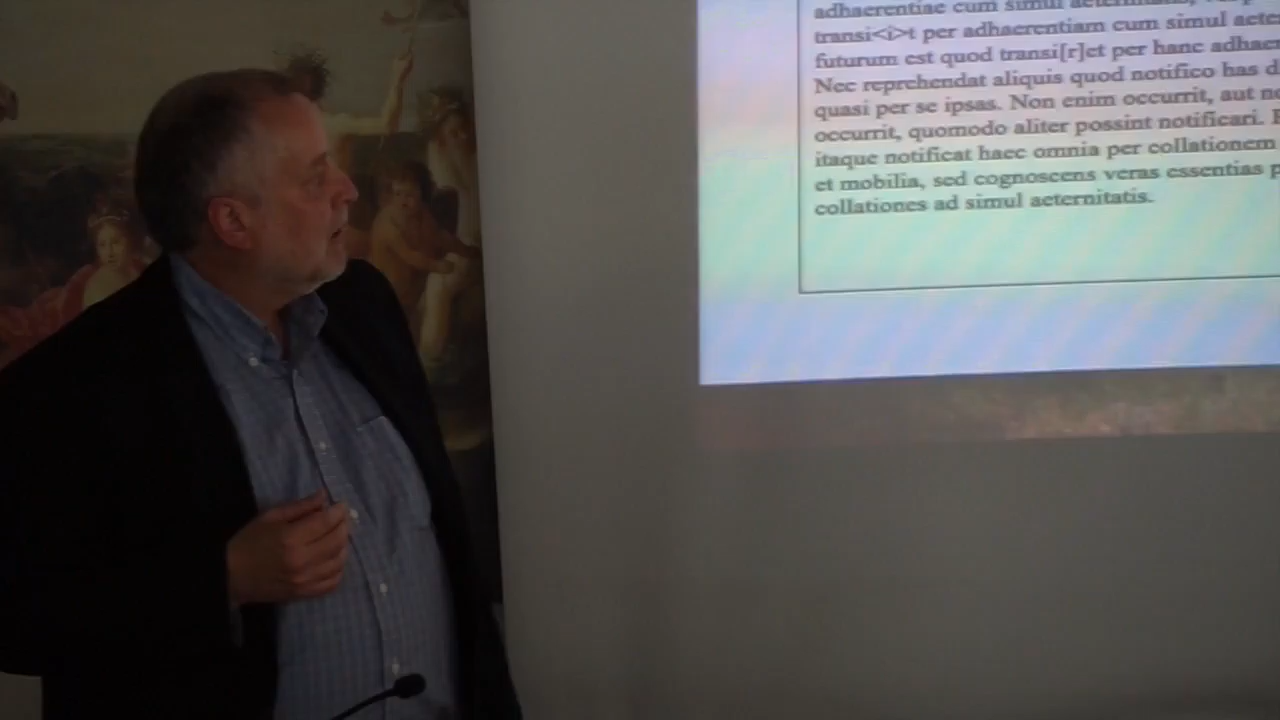 adhaerentiae cum simul aeternitatis,
transi<i>t per adhaerentiam cum simul aete
futurum est quod transi[r]et per hanc adhaer
Nec reprehendat aliquis quod notifico has d
quasi per se ipsas. Non enim occurrit, aut no
occurrit, quomodo aliter possint notificari. E
itaque notificat haec omnia per collationem
et mobilia, sed cognoscens veras essentias p
collationes ad simul aeternitatis.